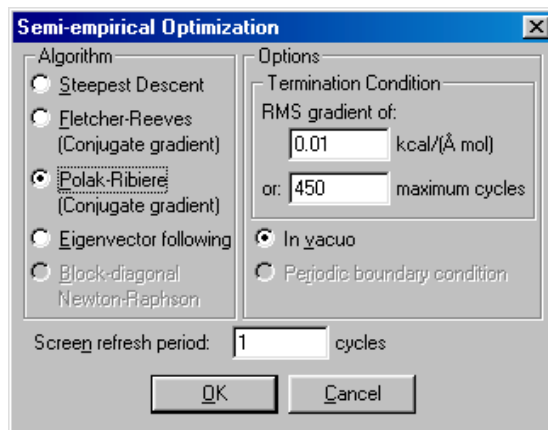 Semi-empirical Optimization
Algorithm
Steepest Descent
Fletcher-Reeves
(Conjugate gradient)
Polak-Ribiere
(Conjugate gradient)
Eigenvector following
Block-diagonal
Newton-Raphson
Options
Termination Condition
RMS gradient of:
0.01 kcal/(Å mol)
or: 450 maximum cycles
In vacuo
Periodic boundary condition
Screen refresh period: 1 cycles
OK Cancel